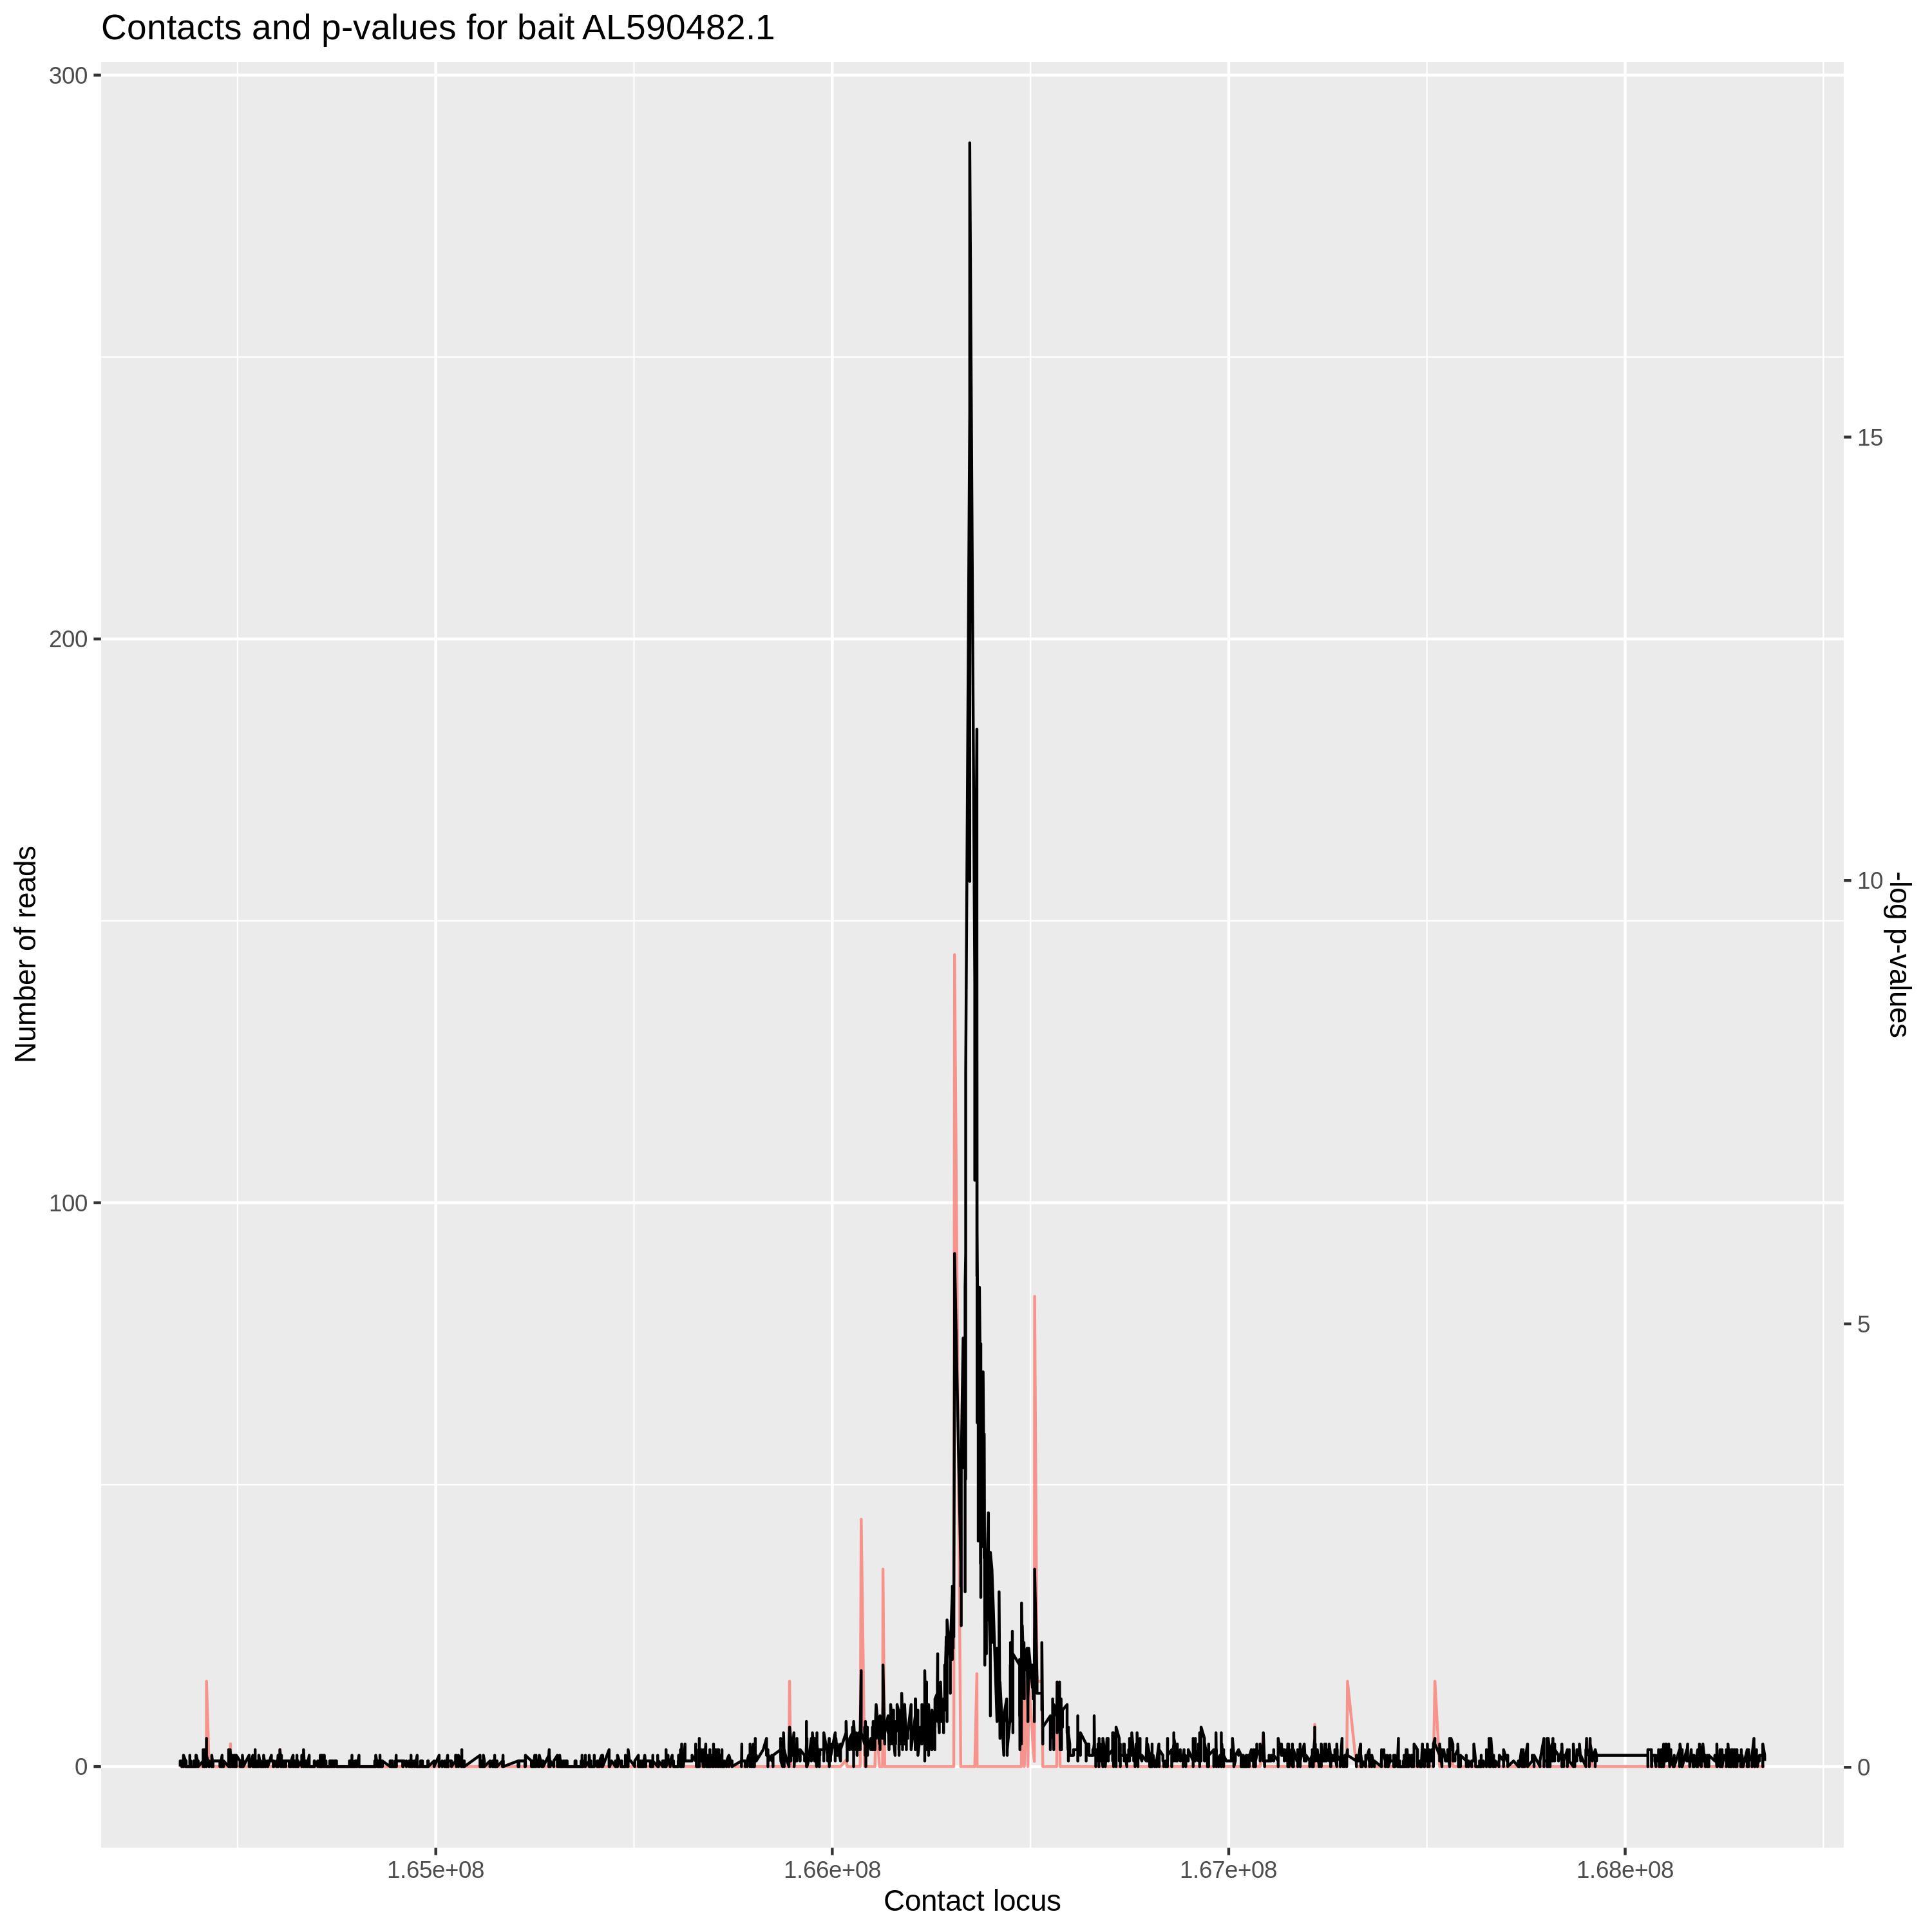 Contacts and p-values for bait AL590482.1
300
200
100
0
Number of reads
15
10
5
0
-log p-values
1.65e+08
1.66e+08
1.67e+08
1.68e+08
Contact locus